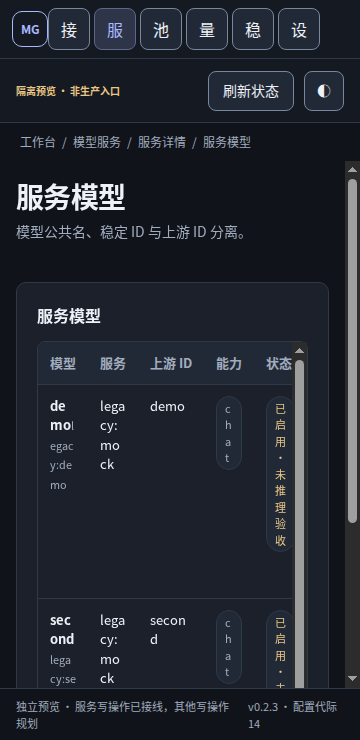 MG 接 服 池 量 稳 设
隔离预览 · 非生产入口 刷新状态
工作台 / 模型服务 / 服务详情 / 服务模型
服务模型
模型公共名、稳定 ID 与上游 ID 分离。
服务模型
模型 服务 上游 ID 能力 状态
de
mo
egac
y:de
mo
lega
cy:
mo
ck
demo
c
h
a
t
已
启
用
·
未
推
理
验
收
sec
ond
lega
cy:se
lega
cy:
mo
ck
secon
d
c
h
a
t
已
启
用
·
独立预览 · 服务写操作已接线，其他写操作
规划
v0.2.3 · 配置代际
14